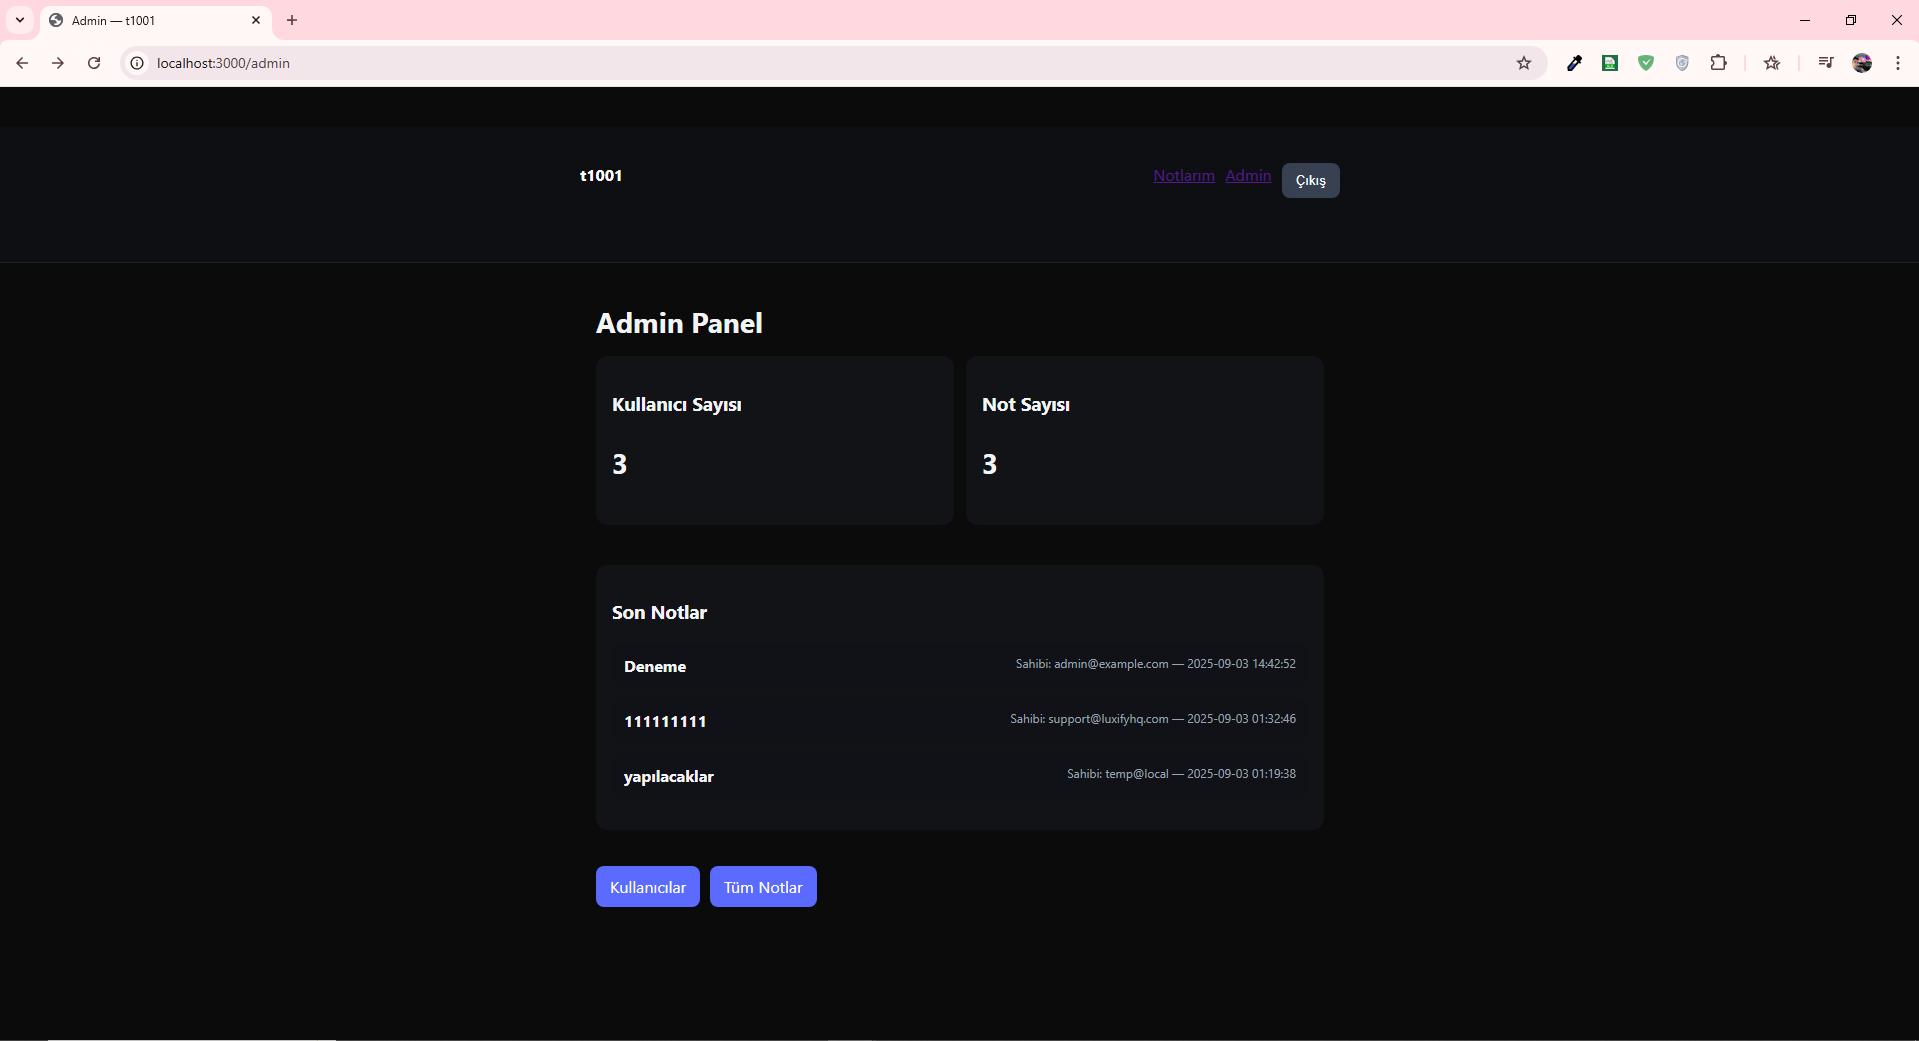 Admin — t1001
localhost:3000/admin
t1001
Notlarım Admin Çıkış
Admin Panel
Kullanıcı Sayısı
3
Not Sayısı
3
Son Notlar
Deneme
Sahibi: admin@example.com — 2025-09-03 14:42:52
111111111
Sahibi: support@luxifyhq.com — 2025-09-03 01:32:46
yapılacaklar
Sahibi: temp@local — 2025-09-03 01:19:38
Kullanıcılar Tüm Notlar